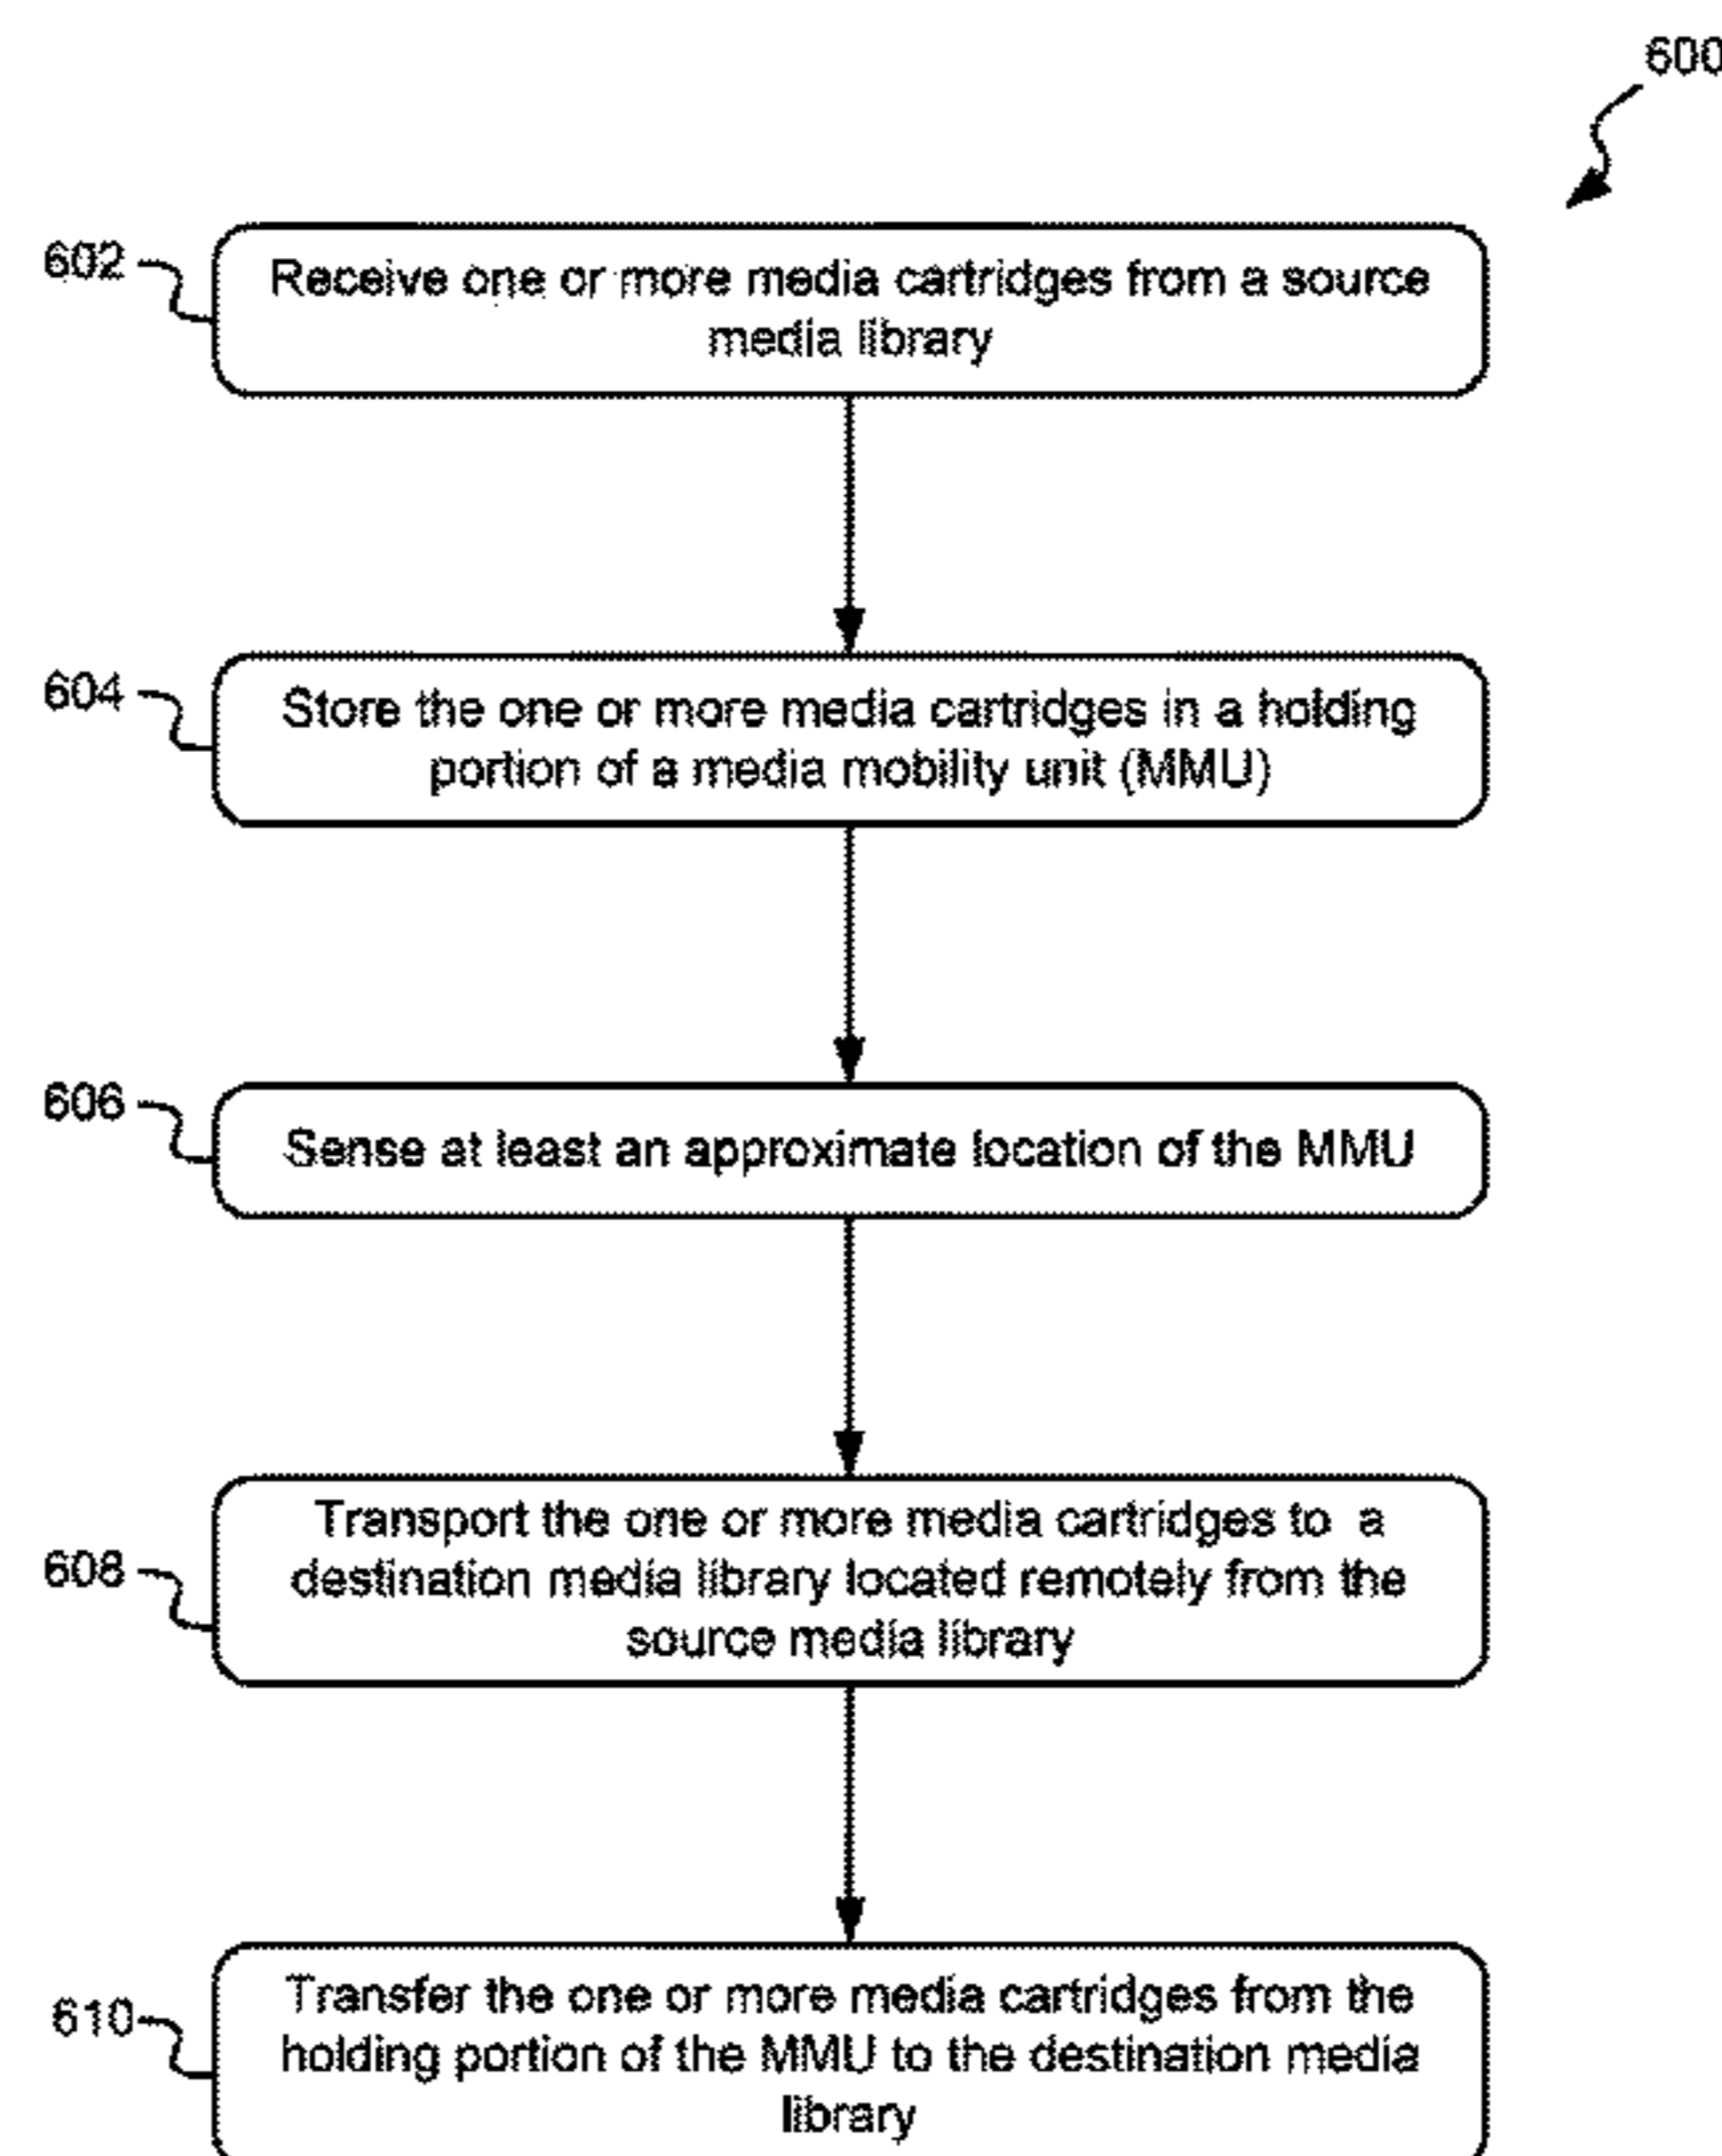 600
602
Receive one or more media cartridges from a source
media library
604
Store the one or more media cartridges in a holding
portion of a media mobility unit (MMU)
606
Sense at least an approximate location of the MMU
608
Transport the one or more media cartridges to a
destination media library located remotely from the
source media library
610
Transfer the one or more media cartridges from the
holding portion of the MMU to the destination media
library